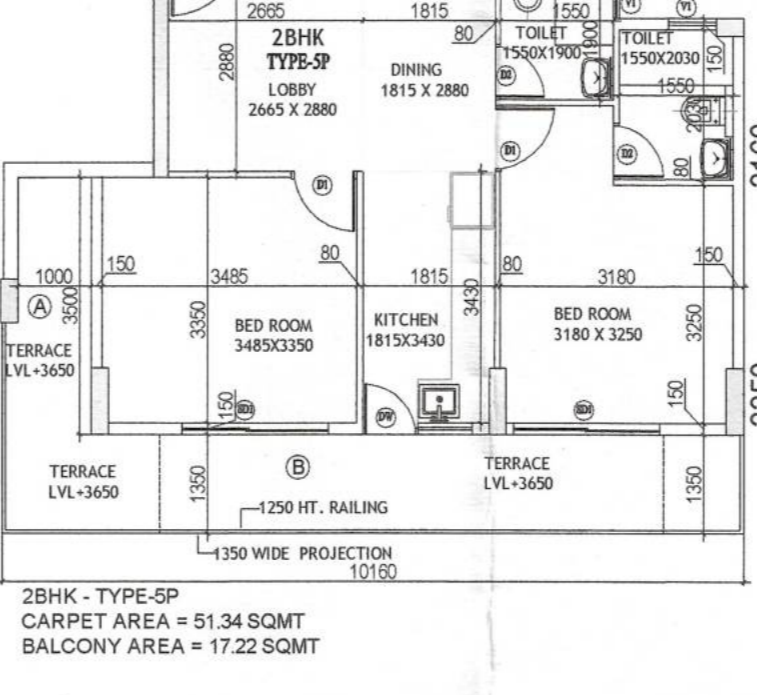 2665
1815
1550
V1
V1
80
TOILET
1550X1900
1900
TOILET
1550X2030
150
2BHK
TYPE-5P
2880
LOBBY
2665 X 2880
DINING
1815 X 2880
D2
1550
2030
D1
D2
80
D1
1000
150
3485
80
1815
80
3180
150
A
3500
3350
3430
3250
TERRACE
LVL+3650
BED ROOM
3485X3350
KITCHEN
1815X3430
BED ROOM
3180 X 3250
150
SD1
DW
SD1
150
TERRACE
LVL+3650
1350
B
TERRACE
LVL+3650
1350
1250 HT. RAILING
1350 WIDE PROJECTION
10160
2BHK - TYPE-5P
CARPET AREA = 51.34 SQMT
BALCONY AREA = 17.22 SQMT